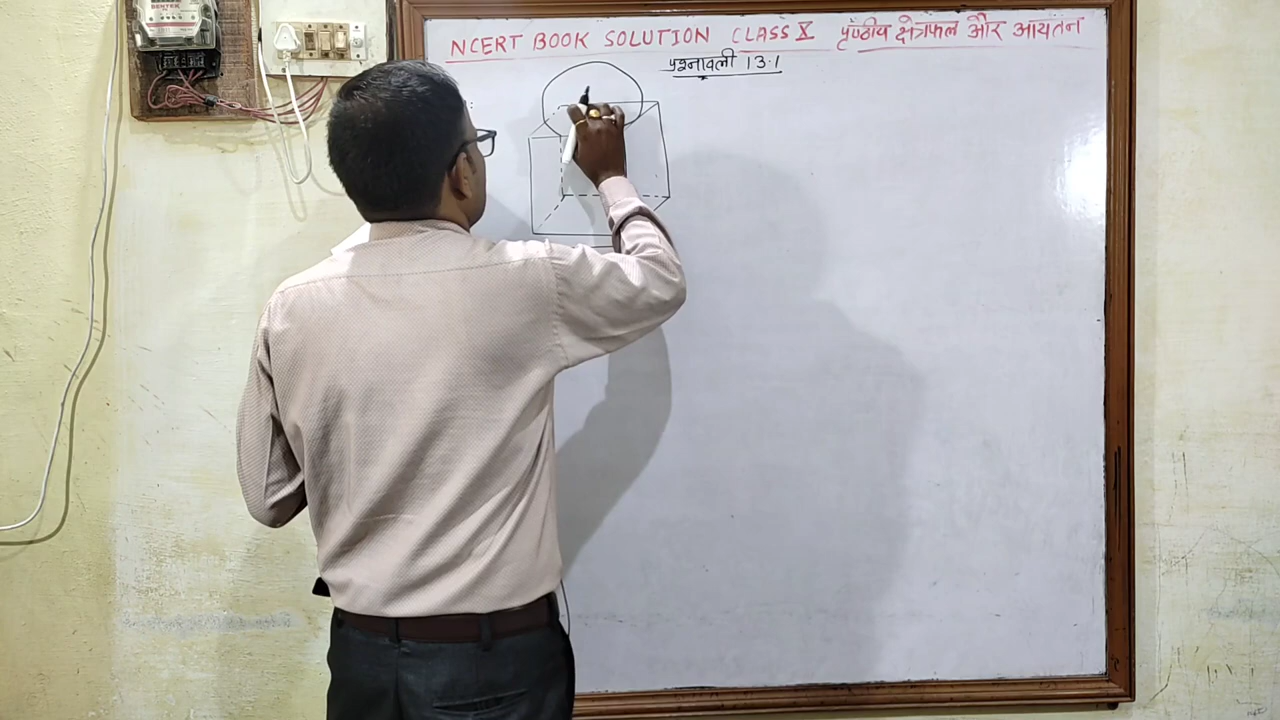 NCERT BOOK SOLUTION CLASS X पृष्ठीय क्षेत्रफल और आयतन
प्रश्नावली 13.1